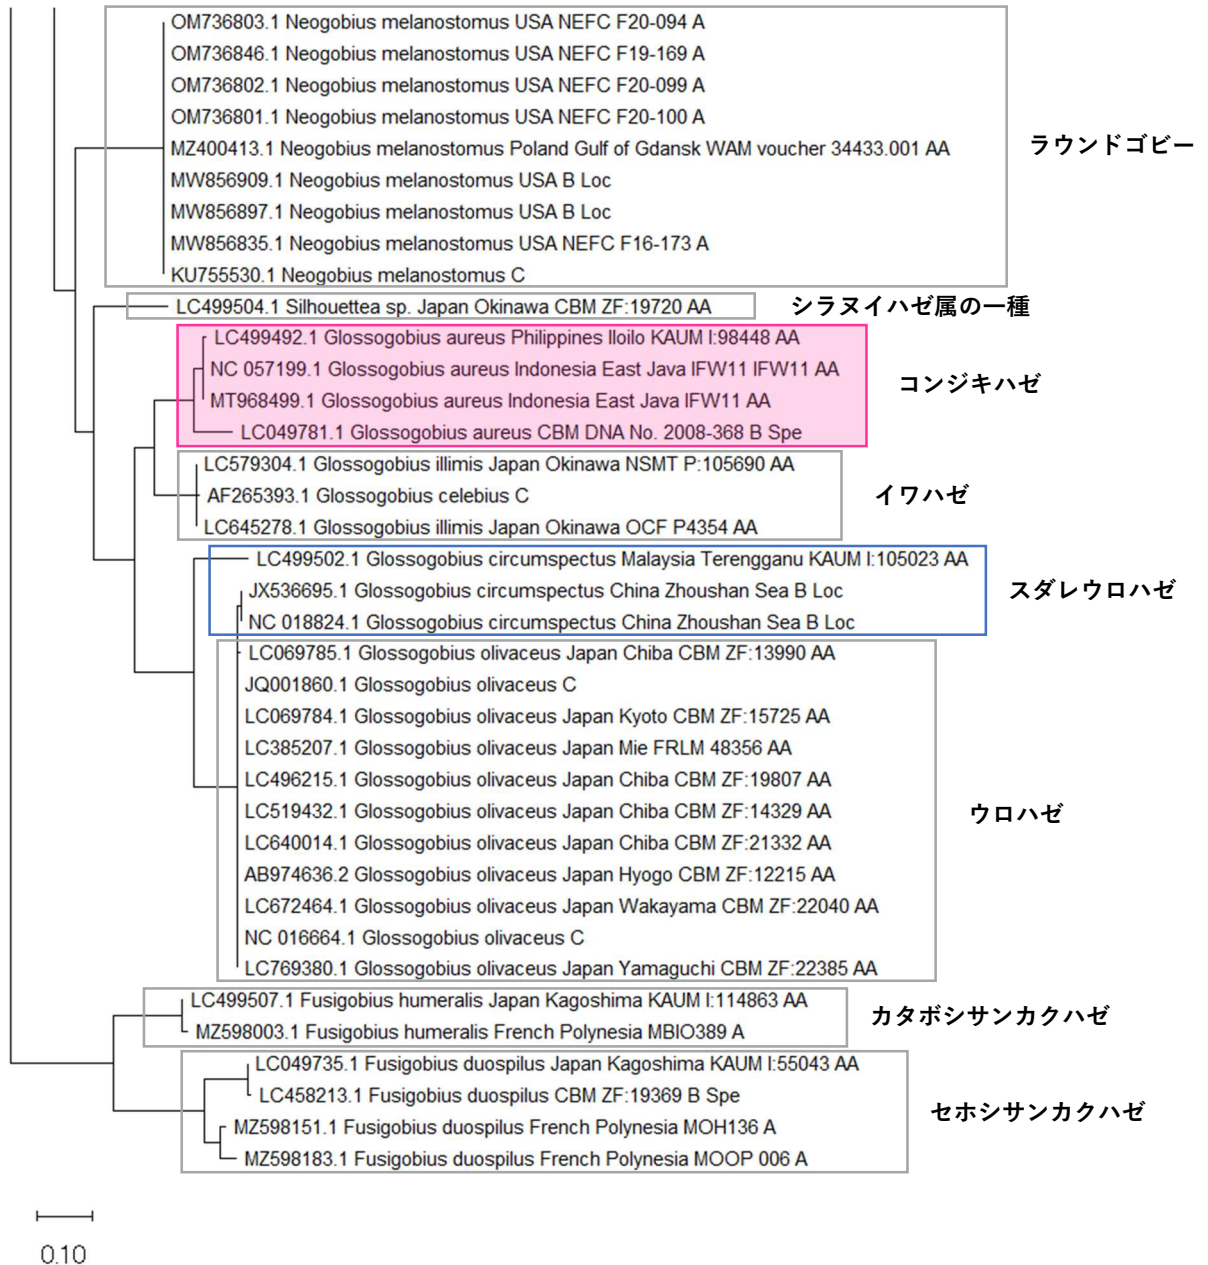 OM736803.1 Neogobius melanostomus USA NEFC F20-094 A
OM736846.1 Neogobius melanostomus USA NEFC F19-169 A
OM736802.1 Neogobius melanostomus USA NEFC F20-099 A
OM736801.1 Neogobius melanostomus USA NEFC F20-100 A
MZ400413.1 Neogobius melanostomus Poland Gulf of Gdansk WAM voucher 34433.001 AA
ラウンドゴビー
MW856909.1 Neogobius melanostomus USA B Loc
MW856897.1 Neogobius melanostomus USA B Loc
MW856835.1 Neogobius melanostomus USA NEFC F16-173 A
KU755530.1 Neogobius melanostomus C
LC499504.1 Silhouettea sp. Japan Okinawa CBM ZF:19720 AA
シラヌイハゼ属の一種
LC499492.1 Glossogobius aureus Philippines Iloilo KAUM I:98448 AA
NC 057199.1 Glossogobius aureus Indonesia East Java IFW11 IFW11 AA
コンジキハゼ
MT968499.1 Glossogobius aureus Indonesia East Java IFW11 AA
LC049781.1 Glossogobius aureus CBM DNA No. 2008-368 B Spe
LC579304.1 Glossogobius illimis Japan Okinawa NSMT P:105690 AA
AF265393.1 Glossogobius celebius C
イワハゼ
LC645278.1 Glossogobius illimis Japan Okinawa OCF P4354 AA
LC499502.1 Glossogobius circumspectus Malaysia Terengganu KAUM I:105023 AA
JX536695.1 Glossogobius circumspectus China Zhoushan Sea B Loc
スダレウロハゼ
NC 018824.1 Glossogobius circumspectus China Zhoushan Sea B Loc
LC069785.1 Glossogobius olivaceus Japan Chiba CBM ZF:13990 AA
JQ001860.1 Glossogobius olivaceus C
LC069784.1 Glossogobius olivaceus Japan Kyoto CBM ZF:15725 AA
LC385207.1 Glossogobius olivaceus Japan Mie FRLM 48356 AA
LC496215.1 Glossogobius olivaceus Japan Chiba CBM ZF:19807 AA
LC519432.1 Glossogobius olivaceus Japan Chiba CBM ZF:14329 AA
ウロハゼ
LC640014.1 Glossogobius olivaceus Japan Chiba CBM ZF:21332 AA
AB974636.2 Glossogobius olivaceus Japan Hyogo CBM ZF:12215 AA
LC672464.1 Glossogobius olivaceus Japan Wakayama CBM ZF:22040 AA
NC 016664.1 Glossogobius olivaceus C
LC769380.1 Glossogobius olivaceus Japan Yamaguchi CBM ZF:22385 AA
LC499507.1 Fusigobius humeralis Japan Kagoshima KAUM I:114863 AA
カタボシサンカクハゼ
MZ598003.1 Fusigobius humeralis French Polynesia MBIO389 A
LC049735.1 Fusigobius duospilus Japan Kagoshima KAUM I:55043 AA
LC458213.1 Fusigobius duospilus CBM ZF:19369 B Spe
セホシサンカクハゼ
MZ598151.1 Fusigobius duospilus French Polynesia MOH136 A
MZ598183.1 Fusigobius duospilus French Polynesia MOOP 006 A
0.10